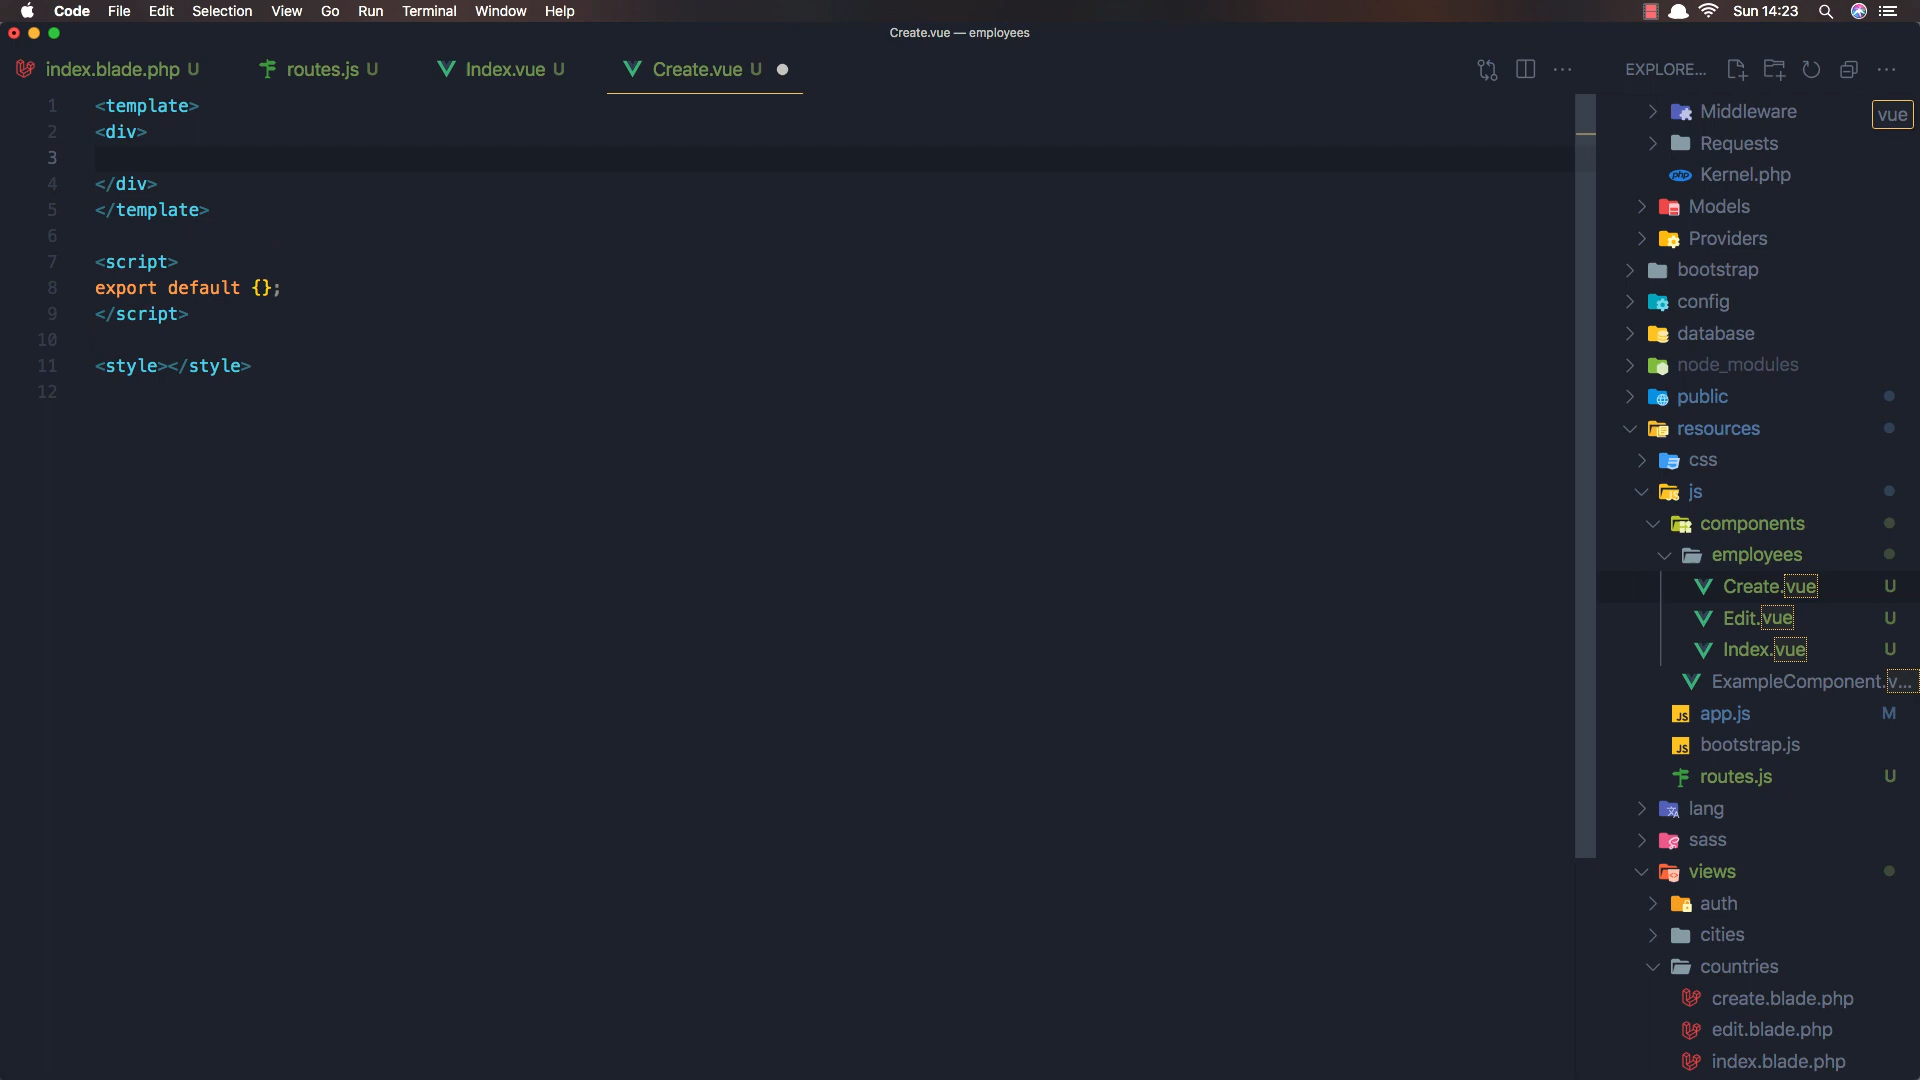 Code File Edit Selection View Go Run Terminal Window Help Sun 14:23
Create.vue — employees
index.blade.php U routes.js U Index.vue U Create.vue U EXPLORE...
1 <template>
2 <div>
3
4 </div>
5 </template>
6
7 <script>
8 export default {};
9 </script>
10
11 <style></style>
12
vue
Middleware
Requests
php Kernel.php
Models
Providers
bootstrap
config
database
node_modules
public
resources
css
js
components
employees
Create.vue U
Edit.vue U
Index.vue U
ExampleComponent.v...
JS app.js M
JS bootstrap.js
routes.js U
lang
sass
views
auth
cities
countries
create.blade.php
edit.blade.php
index.blade.php